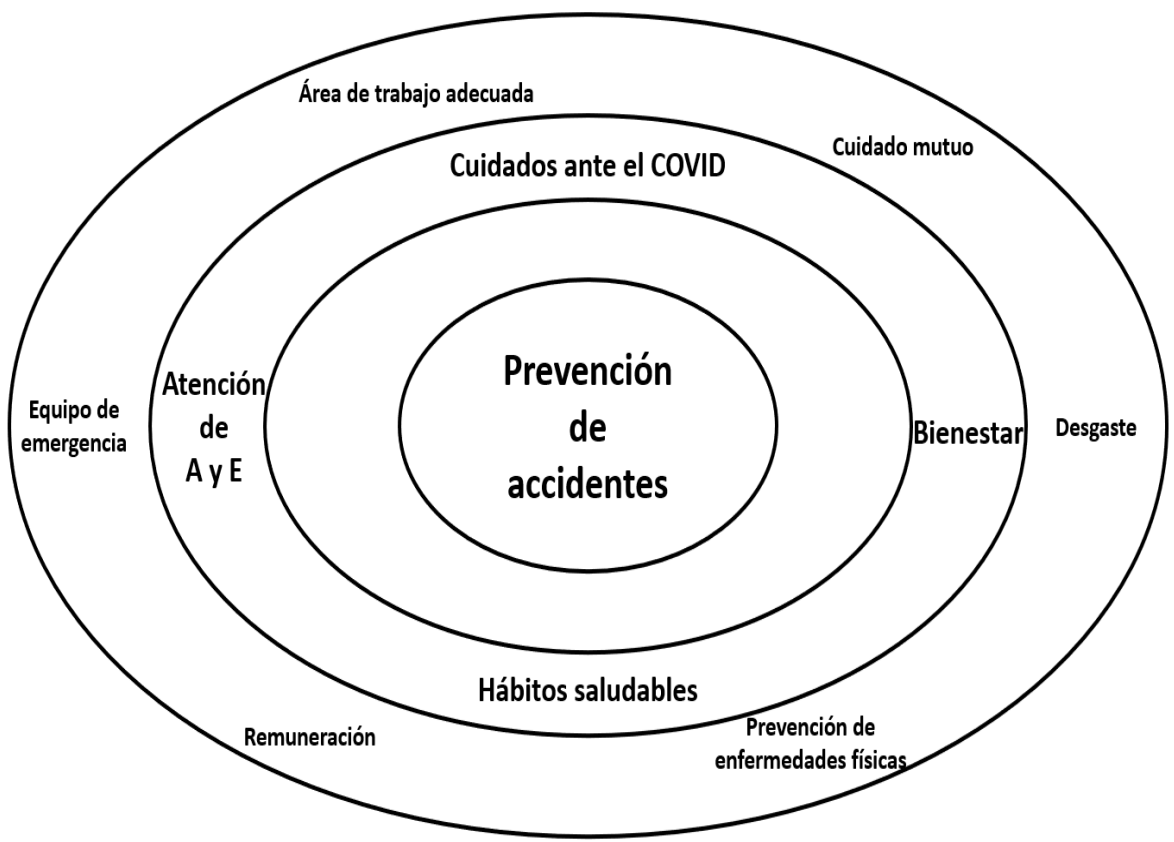 Área de trabajo adecuada
Cuidado mutuo
Cuidados ante el COVID
Prevención
de
accidentes
Atención
de
A y E
Equipo de
emergencia
Bienestar
Desgaste
Hábitos saludables
Remuneración
Prevención de
enfermedades físicas